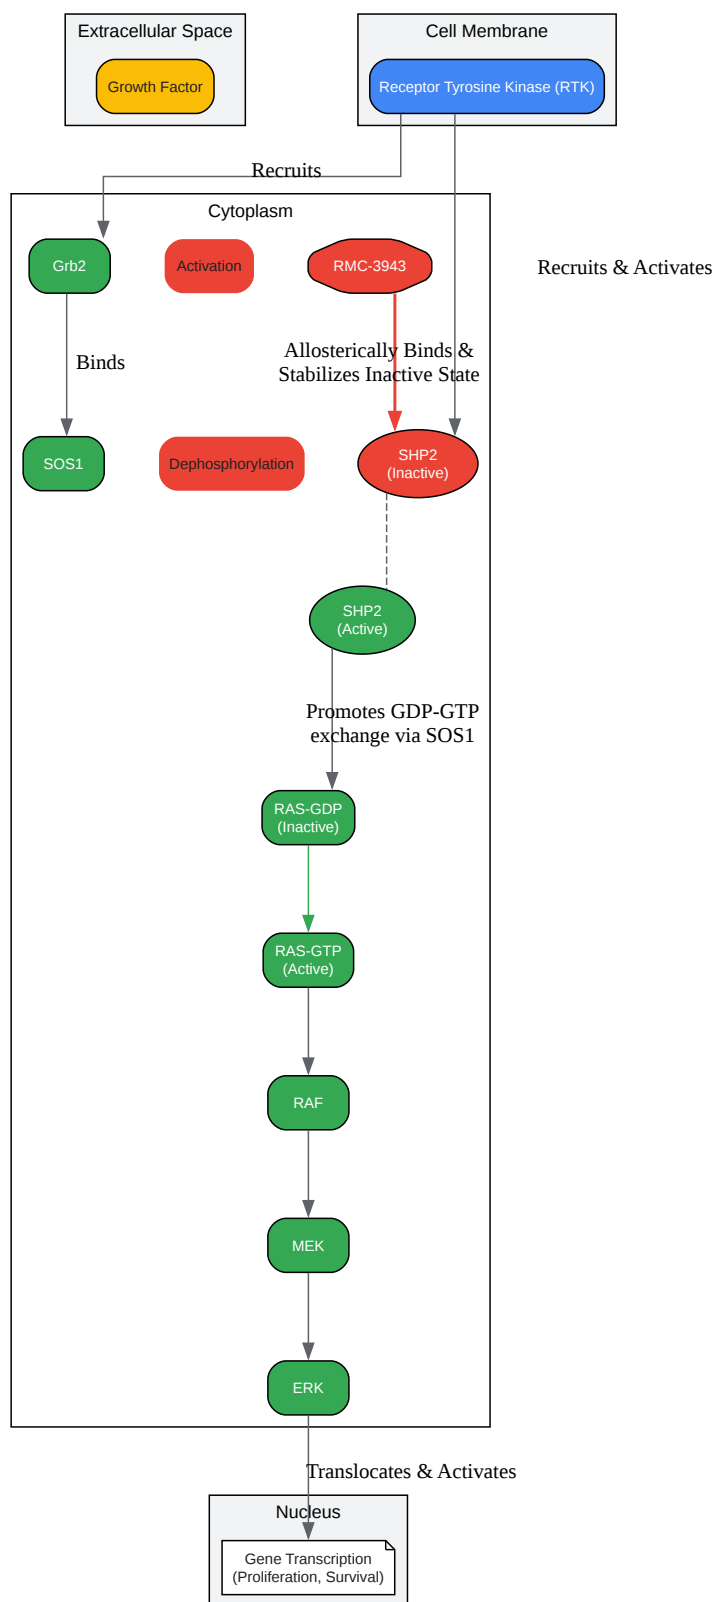 Extracellular Space
Cell Membrane
Growth Factor
Receptor Tyrosine Kinase (RTK)
Recruits
Cytoplasm
Grb2
Activation
RMC-3943
Recruits & Activates
Binds
Allosterically Binds &
Stabilizes Inactive State
SOS1
Dephosphorylation
SHP2
(Inactive)
SHP2
(Active)
Promotes GDP-GTP
exchange via SOS1
RAS-GDP
(Inactive)
RAS-GTP
(Active)
RAF
MEK
ERK
Translocates & Activates
Nucleus
Gene Transcription
(Proliferation, Survival)